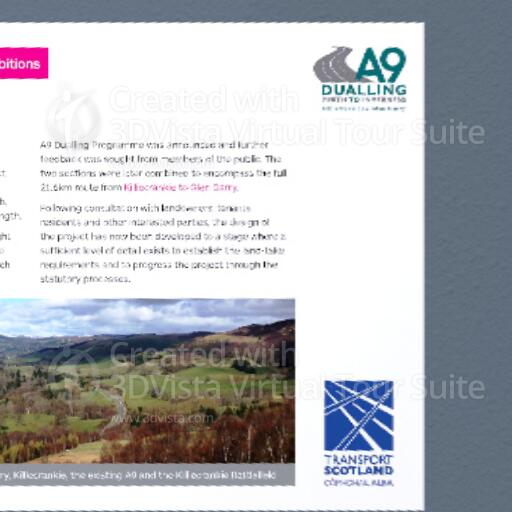 bitions
A9
DUALLING
PERTH TO INVERNESS
Created with
3DVista Virtual Tour Suite
A9 Dualling Programme was announced and further
feedback was sought from members of the public. The
two sections were later combined to encompass the full
21.6km route from Killiecrankie to Glen Garry.
Following consultation with landowners, tenants,
residents and other interested parties, the design of
the project has now been developed to a stage where a
sufficient level of detail exists to establish the land-take
requirements and to progress the project through the
statutory processes.
ngth.
ght
ch
Created with
3DVista Virtual Tour Suite
www.3dvista.com
ry, Killiecrankie, the existing A9 and the Killiecrankie Battlefield
TRANSPORT
SCOTLAND
CÒMHDHAIL ALBA